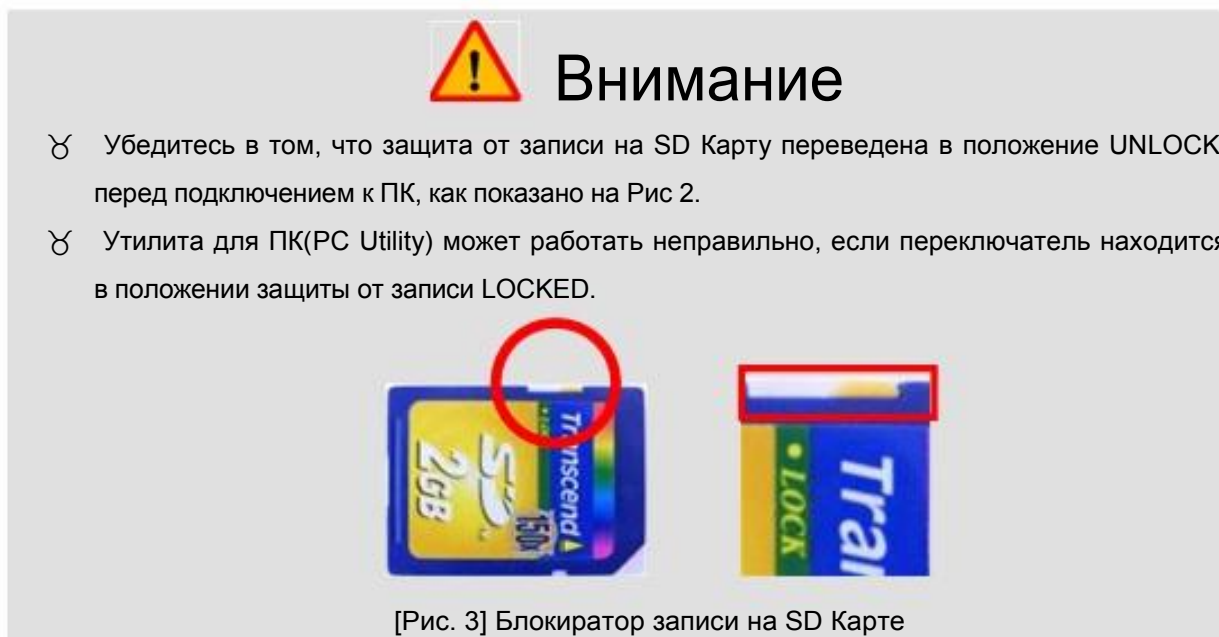 Внимание
Убедитесь в том, что защита от записи на SD Карту переведена в положение UNLOCK
перед подключением к ПК, как показано на Рис 2.
Утилита для ПК(PC Utility) может работать неправильно, если переключатель находится
в положении защиты от записи LOCKED.
SD
2GB
150x
Transcend
LOCK
Tra
[Рис. 3] Блокиратор записи на SD Карте